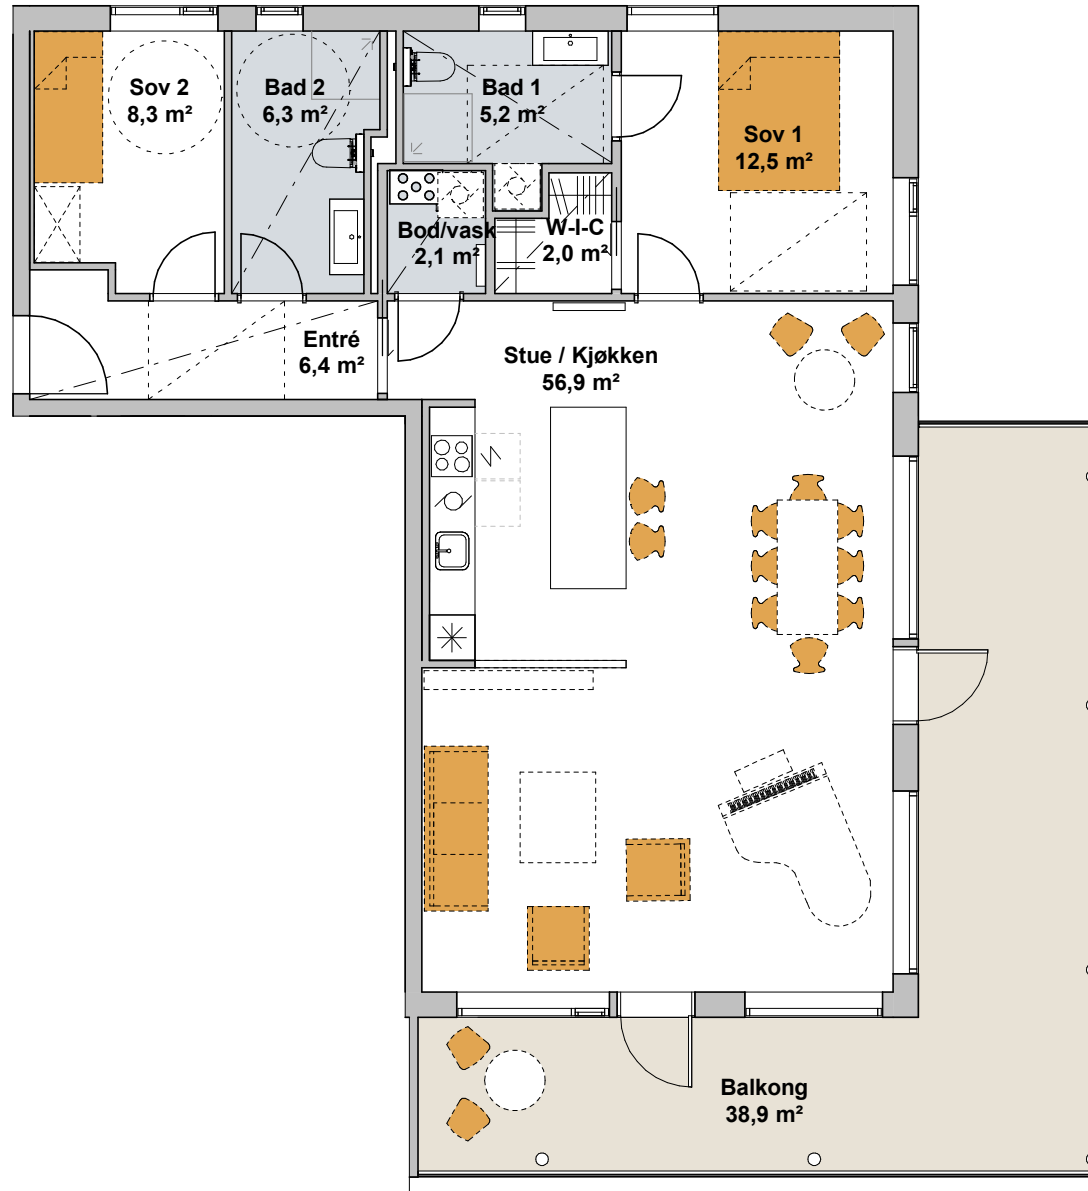 Sov 2
8,3 m²
Bad 2
6,3 m²
Bad 1
5,2 m²
Sov 1
12,5 m²
Bod/vask
2,1 m²
W-I-C
2,0 m²
Entré
6,4 m²
Stue / Kjøkken
56,9 m²
Balkong
38,9 m²